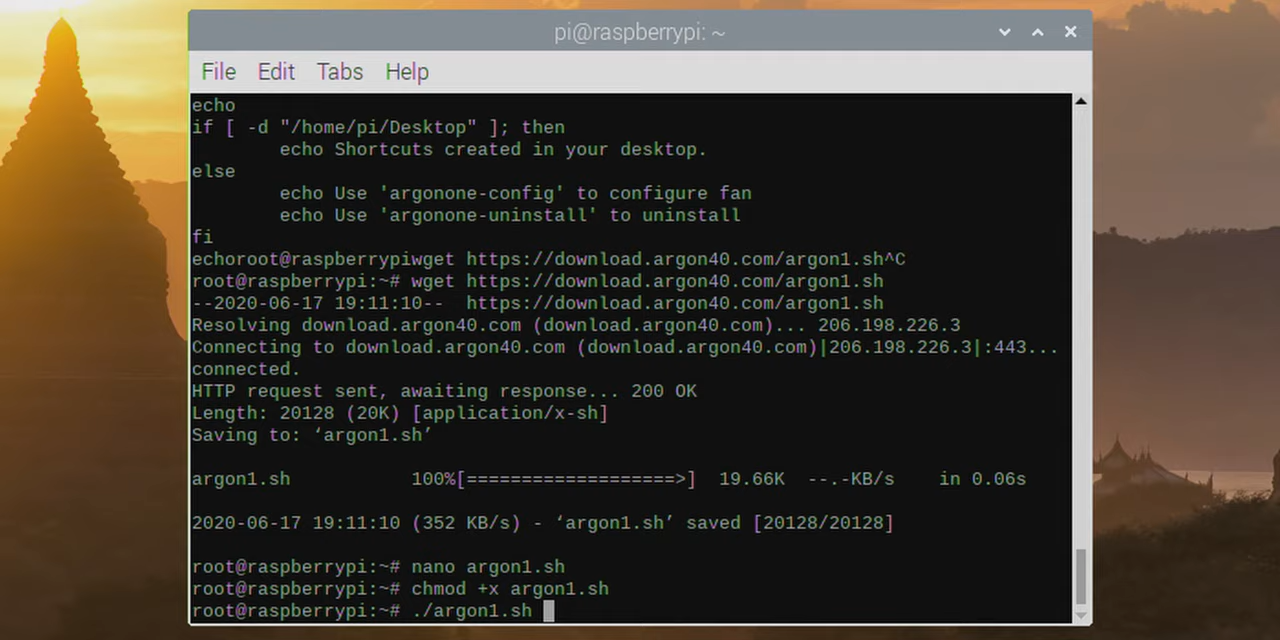 pi@raspberrypi: ~
File Edit Tabs Help
echo
if [ -d "/home/pi/Desktop" ]; then
        echo Shortcuts created in your desktop.
else
        echo Use 'argonone-config' to configure fan
        echo Use 'argonone-uninstall' to uninstall
fi
echoroot@raspberrypiwget https://download.argon40.com/argon1.sh^C
root@raspberrypi:~# wget https://download.argon40.com/argon1.sh
--2020-06-17 19:11:10--  https://download.argon40.com/argon1.sh
Resolving download.argon40.com (download.argon40.com)... 206.198.226.3
Connecting to download.argon40.com (download.argon40.com)|206.198.226.3|:443...
connected.
HTTP request sent, awaiting response... 200 OK
Length: 20128 (20K) [application/x-sh]
Saving to: ‘argon1.sh’
argon1.sh           100%[===================>]  19.66K  --.-KB/s    in 0.06s
2020-06-17 19:11:10 (352 KB/s) - ‘argon1.sh’ saved [20128/20128]
root@raspberrypi:~# nano argon1.sh
root@raspberrypi:~# chmod +x argon1.sh
root@raspberrypi:~# ./argon1.sh